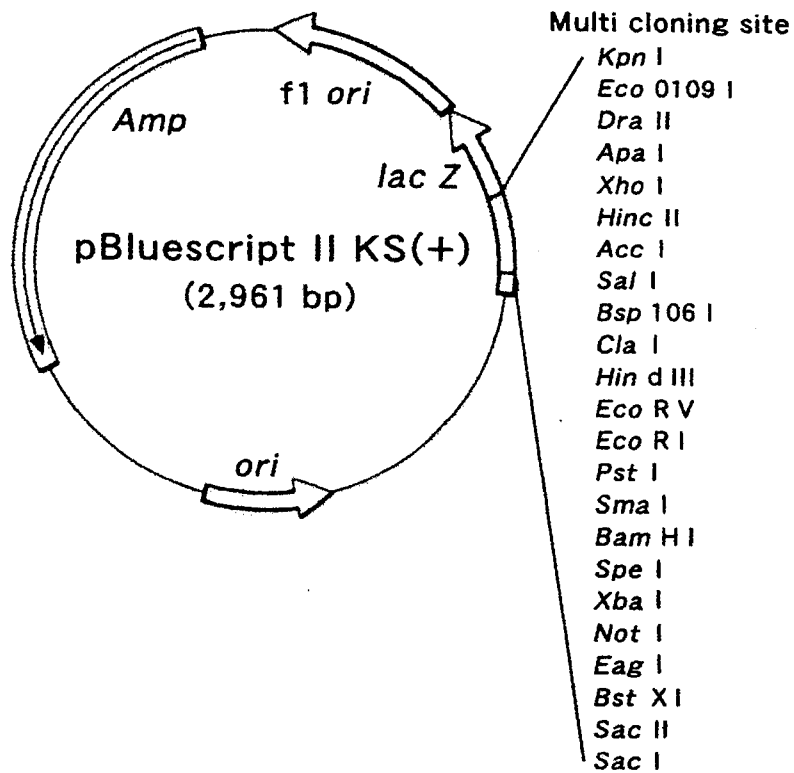 Multi cloning site
Kpn I
Eco 0109 I
Dra II
Apa I
Xho I
Hinc II
Acc I
Sal I
Bsp 106 I
Cla I
Hin d III
Eco R V
Eco R I
Pst I
Sma I
Bam H I
Spe I
Xba I
Not I
Eag I
Bst X I
Sac II
Sac I
f1 ori
Amp
lac Z
pBluescript II KS(+)
(2,961 bp)
ori